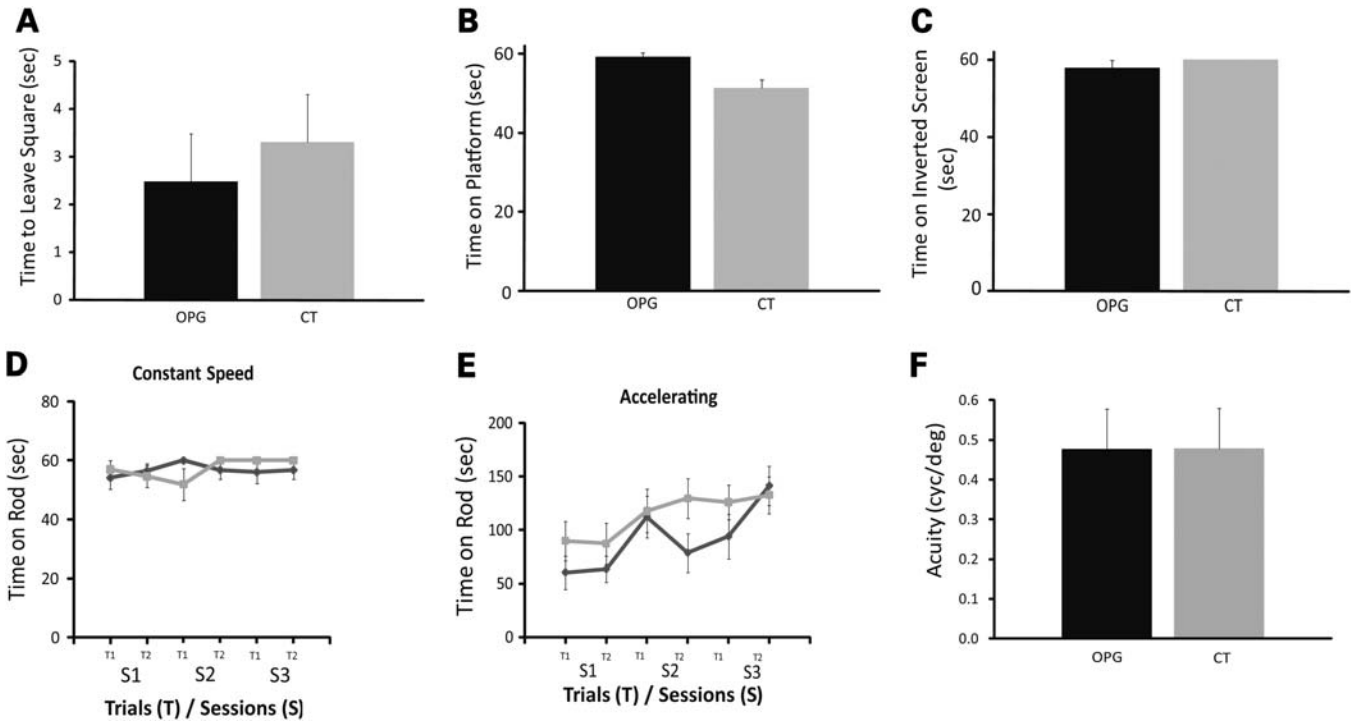 A
Time to Leave Square (sec)
5
4
3
2
1
0
OPG
CT
B
Time on Platform (sec)
60
40
20
0
OPG
CT
C
Time on Inverted Screen
(sec)
60
40
20
0
OPG
CT
D
Constant Speed
Time on Rod (sec)
80
60
40
20
0
T1
T2
T1
T2
T1
T2
S1
S2
S3
Trials (T) / Sessions (S)
E
Accelerating
Time on Rod (sec)
200
150
100
50
0
T1
T2
T1
T2
T1
T2
S1
S2
S3
Trials (T) / Sessions (S)
F
Acuity (cyc/deg)
0.6
0.5
0.4
0.3
0.2
0.1
0.0
OPG
CT